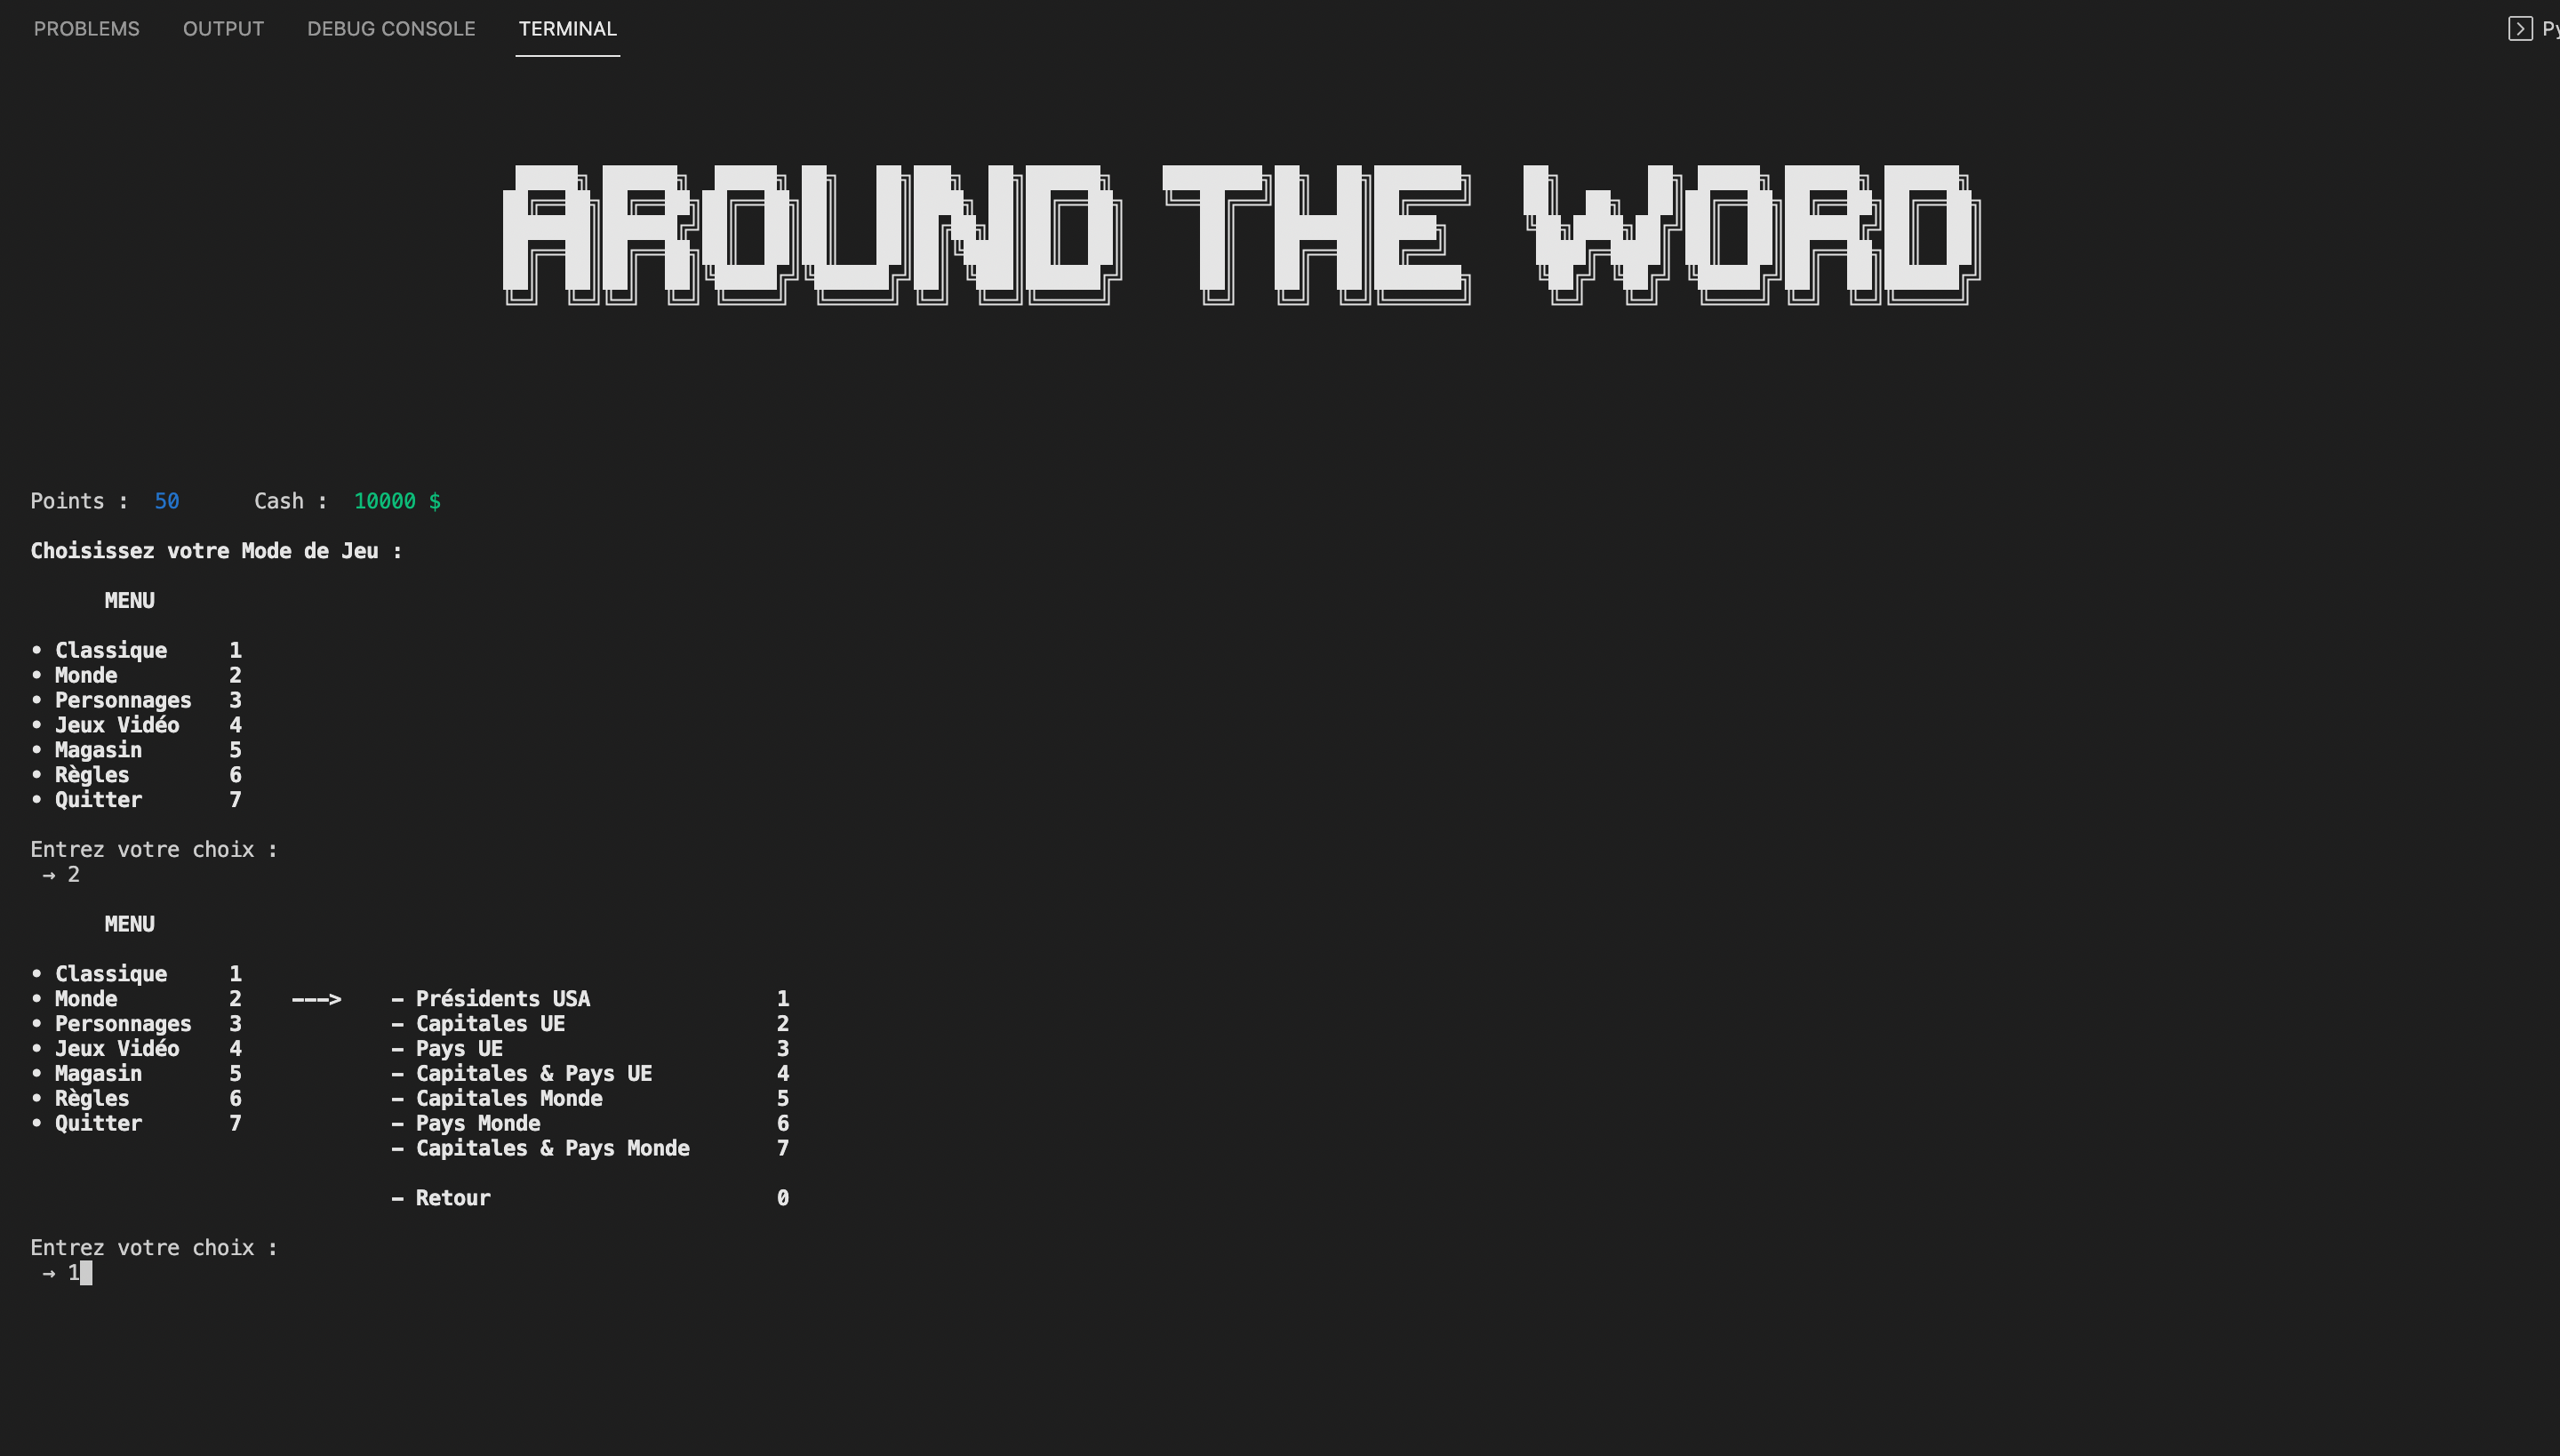 PROBLEMS OUTPUT DEBUG CONSOLE TERMINAL Py
AROUND THE WORD
Points : 50 Cash : 10000 $
Choisissez votre Mode de Jeu :
MENU
• Classique 1
• Monde 2
• Personnages 3
• Jeux Vidéo 4
• Magasin 5
• Règles 6
• Quitter 7
Entrez votre choix :
→ 2
MENU
• Classique 1
• Monde 2 ---> - Présidents USA 1
• Personnages 3 - Capitales UE 2
• Jeux Vidéo 4 - Pays UE 3
• Magasin 5 - Capitales & Pays UE 4
• Règles 6 - Capitales Monde 5
• Quitter 7 - Pays Monde 6
- Capitales & Pays Monde 7
- Retour 0
Entrez votre choix :
→ 1